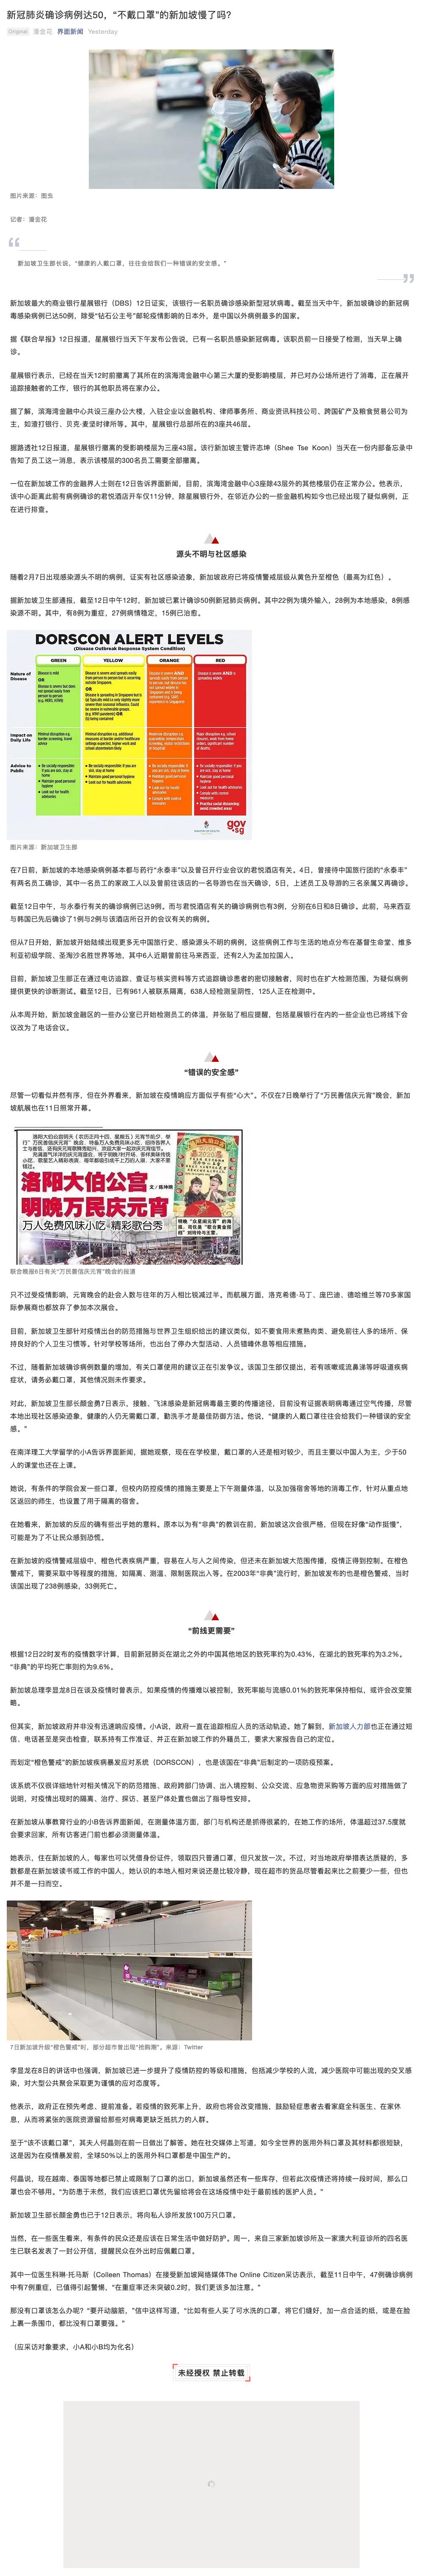 新冠肺炎确诊病例达50，“不戴口罩”的新加坡慢了吗？
Original 潘金花 界面新闻 Yesterday
图片来源：图虫
记者：潘金花
新加坡卫生部长说，“健康的人戴口罩，往往会给我们一种错误的安全感。”
新加坡最大的商业银行星展银行（DBS）12日证实，该银行一名职员确诊感染新型冠状病毒。截至当天中午，新加坡确诊的新冠病
毒感染病例已达50例，除受“钻石公主号”邮轮疫情影响的日本外，是中国以外病例最多的国家。
据《联合早报》12日报道，星展银行当天下午发布公告说，已有一名职员感染新冠病毒。该职员前一日接受了检测，当天早上确
诊。
星展银行表示，已经在当天12时前撤离了其所在的滨海湾金融中心第三大厦的受影响楼层，并已对办公场所进行了消毒，正在展开
追踪接触者的工作，银行的其他职员将在家办公。
据了解，滨海湾金融中心共设三座办公大楼，入驻企业以金融机构、律师事务所、商业资讯科技公司、跨国矿产及粮食贸易公司为
主，如渣打银行、贝克·麦坚时律所等。其中，星展银行总部所在的3座共46层。
据路透社12日报道，星展银行撤离的受影响楼层为三座43层。该行新加坡主管许志坤（Shee Tse Koon）当天在一份内部备忘录中
告知了员工这一消息，表示该楼层的300名员工需要全部撤离。
一位在新加坡工作的金融界人士则在12日告诉界面新闻，目前，滨海湾金融中心3座除43层外的其他楼层仍在正常办公。他表示，
该中心距离此前有病例确诊的君悦酒店开车仅11分钟，除星展银行外，在邻近办公的一些金融机构如今也已经出现了疑似病例，正
在进行排查。
源头不明与社区感染
随着2月7日出现感染源头不明的病例，证实有社区感染迹象，新加坡政府已将疫情警戒层级从黄色升至橙色（最高为红色）。
据新加坡卫生部通报，截至12日中午12时，新加坡已累计确诊50例新冠肺炎病例。其中22例为境外输入，28例为本地感染，8例感
染源不明。其中，有8例为重症，27例病情稳定，15例已治愈。
DORSCON ALERT LEVELS
(Disease Outbreak Response System Condition)
GREEN YELLOW ORANGE RED
Nature of Disease
Impact on Daily Life
Advice to Public
gov sg
图片来源：新加坡卫生部
在7日前，新加坡的本地感染病例基本都与药行“永泰丰”以及曾召开行业会议的君悦酒店有关。4日，曾接待中国旅行团的“永泰丰”
有两名员工确诊，其中一名员工的家政工人以及曾前往该店的一名导游也在当天确诊，5日，上述员工及导游的三名亲属又再确诊。
截至12日中午，与永泰行有关的确诊病例已达9例。而与君悦酒店有关的确诊病例也有3例，分别在6日和8日确诊。此前，马来西亚
与韩国已先后确诊了1例与2例与该酒店所召开的会议有关的病例。
但从7日开始，新加坡开始陆续出现更多无中国旅行史、感染源头不明的病例，这些病例工作与生活的地点分布在基督生命堂、维多
利亚初级学院、圣淘沙名胜世界等地，其中6人近期曾前往马来西亚，还有2人为孟加拉国人。
目前，新加坡卫生部正在通过电话追踪、查证与核实资料等方式追踪确诊患者的密切接触者，同时也在扩大检测范围，为疑似病例
提供更快的诊断测试。截至12日，已有961人被联系隔离，638人经检测呈阴性，125人正在检测中。
从本周开始，新加坡金融区的一些办公室已开始检测员工的体温，并张贴了相应提醒，包括星展银行在内的一些企业也已将线下会
议改为了电话会议。
“错误的安全感”
尽管一切看似井然有序，但在外界看来，新加坡在疫情响应方面似乎有些“心大”。不仅在7日晚举行了“万民善信庆元宵”晚会，新加
坡航展也在11日照常开幕。
洛阳大伯公宫
明晚万民庆元宵
万人免费风味小吃 精彩歌台秀
联合晚报6日有关“万民善信庆元宵”晚会的报道
只不过受疫情影响，元宵晚会的赴会人数与往年的万人相比锐减过半。而航展方面，洛克希德·马丁、庞巴迪、德哈维兰等70多家国
际参展商也都放弃了参加本次展会。
目前，新加坡卫生部针对疫情出台的防范措施与世界卫生组织给出的建议类似，如不要食用未煮熟肉类、避免前往人多的场所、保
持良好的个人卫生习惯等。针对学校等场所，也出台了停办大型活动、人员错峰休息等相应措施。
不过，随着新加坡确诊病例数量的增加，有关口罩使用的建议正在引发争议。该国卫生部仅提出，若有咳嗽或流鼻涕等呼吸道疾病
症状，请务必戴口罩，其他情况则未作要求。
对此，新加坡卫生部长颜金勇7日表示，接触、飞沫感染是新冠病毒最主要的传播途径，目前没有证据表明病毒通过空气传播，尽管
本地出现社区感染迹象，健康的人仍无需戴口罩，勤洗手才是最佳防御方法。他说，“健康的人戴口罩往往会给我们一种错误的安全
感。”
在南洋理工大学留学的小A告诉界面新闻，据她观察，现在在学校里，戴口罩的人还是相对较少，而且主要以中国人为主，少于50
人的课堂也还在上课。
她说，有条件的学院会发一些口罩，但校内防控疫情的措施主要是上下午测量体温，以及加强宿舍等地的消毒工作，针对从重点地
区返回的师生，也设置了用于隔离的宿舍。
在她看来，新加坡的反应的确有些出乎她的意料。原本以为有“非典”的教训在前，新加坡这次会很严格，但现在好像“动作挺慢”，
可能是为了不让民众感到恐慌。
在新加坡的疫情警戒层级中，橙色代表疾病严重，容易在人与人之间传染，但还未在新加坡大范围传播，疫情正得到控制。在橙色
警戒下，需要采取中等程度的措施，如隔离、测温、限制医院出入等。在2003年“非典”流行时，新加坡发布的也是橙色警戒，当时
该国出现了238例感染，33例死亡。
“前线更需要”
根据12日22时发布的疫情数字计算，目前新冠肺炎在湖北之外的中国其他地区的致死率约为0.43%，在湖北的致死率约为3.2%。
“非典”的平均死亡率则约为9.6%。
新加坡总理李显龙8日在谈及疫情时曾表示，如果疫情的传播难以被控制，致死率能与流感0.01%的致死率保持相似，或许会改变策
略。
但其实，新加坡政府并非没有迅速响应疫情。小A说，政府一直在追踪相应人员的活动轨迹。她了解到，新加坡人力部也正在通过短
信、电话甚至是突击检查，联系持有工作准证、并正在新加坡工作的外籍员工，要求大家报告自己的定位。
而划定“橙色警戒”的新加坡疾病暴发应对系统（DORSCON），也是该国在“非典”后制定的一项防疫预案。
该系统不仅很详细地针对相关情况下的防范措施、政府跨部门协调、出入境控制、公众交流、应急物资采购等方面的应对措施做了
说明，对疫情出现时的隔离、治疗、探访、甚至尸体处置也做出了指导性安排。
在新加坡从事教育行业的小B告诉界面新闻，在测量体温方面，部门与机构还是抓得很紧的，在她工作的场所，体温超过37.5度就
会要求回家，所有访客进门前也都必须测量体温。
她表示，住在新加坡的人，每家也可以凭借身份证件，领取四只普通口罩，但只发放一次。不过，对当地政府举措表达质疑的，多
数都是在新加坡读书或工作的中国人，她认识的本地人相对来说还是比较冷静，现在超市的货品尽管看起来比之前要少一些，但也
并不是一扫而空。
7日新加坡升级“橙色警戒”时，部分超市曾出现“抢购潮”。来源：Twitter
李显龙在8日的讲话中也强调，新加坡已进一步提升了疫情防控的等级和措施，包括减少学校的人流，减少医院中可能出现的交叉感
染，对大型公共聚会采取更为谨慎的应对态度等。
他表示，政府正在预先考虑、提前准备。若疫情的致死率上升，政府也将会改变措施，鼓励轻症患者去看家庭全科医生、在家休
息，从而将紧张的医院资源留给那些对病毒更缺乏抵抗力的人群。
至于“该不该戴口罩”，其夫人何晶则在前一日做出了解答。她在社交媒体上写道，如今全世界的医用外科口罩及其材料都很短缺，
这是因为在疫情暴发前，全球50%以上的医用外科口罩都是中国生产的。
何晶说，现在越南、泰国等地都已禁止或限制了口罩的出口，新加坡虽然还有一些库存，但若此次疫情还将持续一段时间，那么口
罩也会不够用。“为防患于未然，我们应该把口罩优先留给将会在这场疫情中处于最前线的医护人员。”
新加坡卫生部长颜金勇也已于12日表示，将向私人诊所发放100万只口罩。
当然，在一些医生看来，有条件的民众还是应该在日常生活中做好防护。周一，来自三家新加坡诊所及一家澳大利亚诊所的四名医
生已联名发表了一封公开信，提醒民众在外出时应佩戴口罩。
其中一位医生科琳·托马斯（Colleen Thomas）在接受新加坡网络媒体The Online Citizen采访表示，截至11日中午，47例确诊病例
中有7例重症，已值得引起警惕，“在重症率还未突破0.2时，我们更该多加注意。”
那没有口罩该怎么办呢？“要开动脑筋，”信中这样写道，“比如有些人买了可水洗的口罩，将它们缝好，加一点合适的纸，或是在脸
上裹一条围巾，都比没有口罩要强。”
（应采访对象要求，小A和小B均为化名）
未经授权 禁止转载